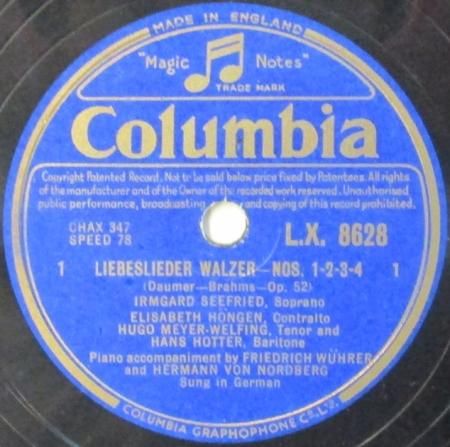 MADE IN ENGLAND
"Magic Notes"
TRADE MARK
Columbia
Copyright Patented Record. Not to be sold below price fixed by Patentees. All rights
of the manufacturer and of the Owner of the recorded work reserved. Unauthorised
public performance, broadcasting and copying of this record prohibited.
CHAX 347
SPEED 78
L.X. 8628
1 LIEBESLIEDER WALZER—NOS. 1-2-3-4 1
(Daumer—Brahms—Op. 52)
IRMGARD SEEFRIED, Soprano
ELISABETH HÖNGEN, Contralto
HUGO MEYER-WELFING, Tenor and
HANS HOTTER, Baritone
Piano accompaniment by FRIEDRICH WÜHRER
and HERMANN VON NORDBERG
Sung in German
COLUMBIA GRAPHOPHONE Co. Ltd.